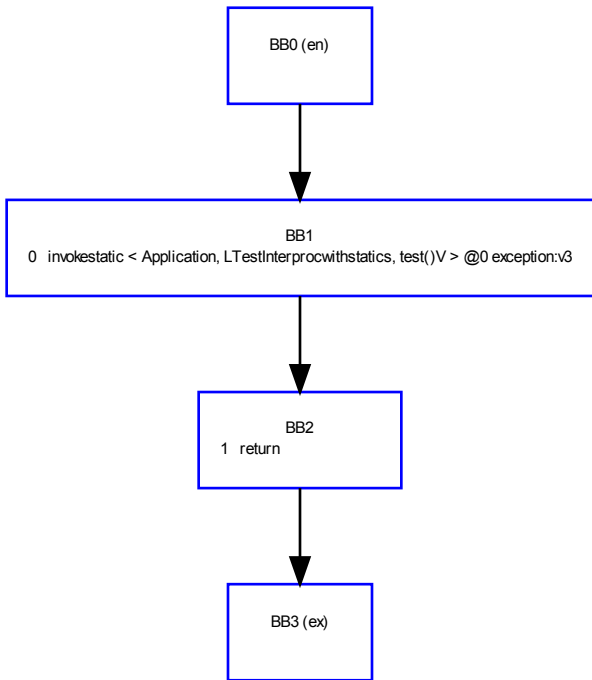 BB0 (en)
BB1
0 invokestatic < Application, LTestInterprocwithstatics, test()V > @0 exception:v3
BB2
1 return
BB3 (ex)